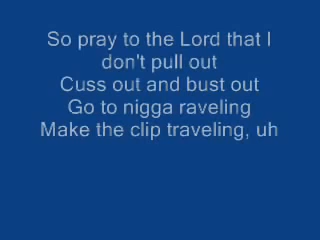 So pray to the Lord that I
don't pull out
Cuss out and bust out
Go to nigga raveling
Make the clip traveling, uh